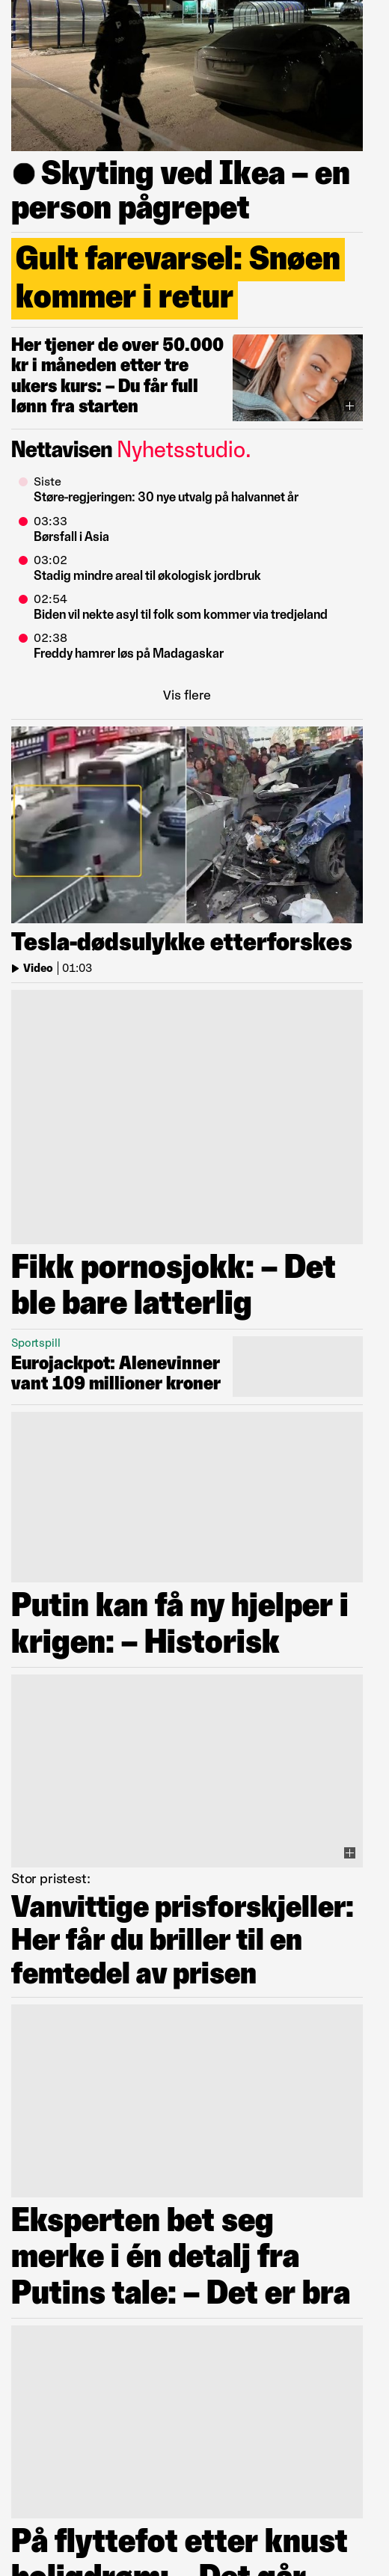 Skyting ved Ikea – en
person pågrepet
Gult farevarsel: Snøen
kommer i retur
Her tjener de over 50.000
kr i måneden etter tre
ukers kurs: – Du får full
lønn fra starten
Nettavisen Nyhetsstudio.
Siste
Støre-regjeringen: 30 nye utvalg på halvannet år
03:33
Børsfall i Asia
03:02
Stadig mindre areal til økologisk jordbruk
02:54
Biden vil nekte asyl til folk som kommer via tredjeland
02:38
Freddy hamrer løs på Madagaskar
Vis flere
Tesla-dødsulykke etterforskes
Video | 01:03
Fikk pornosjokk: – Det
ble bare latterlig
Sportspill
Eurojackpot: Alenevinner
vant 109 millioner kroner
Putin kan få ny hjelper i
krigen: – Historisk
Stor pristest:
Vanvittige prisforskjeller:
Her får du briller til en
femtedel av prisen
Eksperten bet seg
merke i én detalj fra
Putins tale: – Det er bra
På flyttefot etter knust
boligdrøm: – Det går